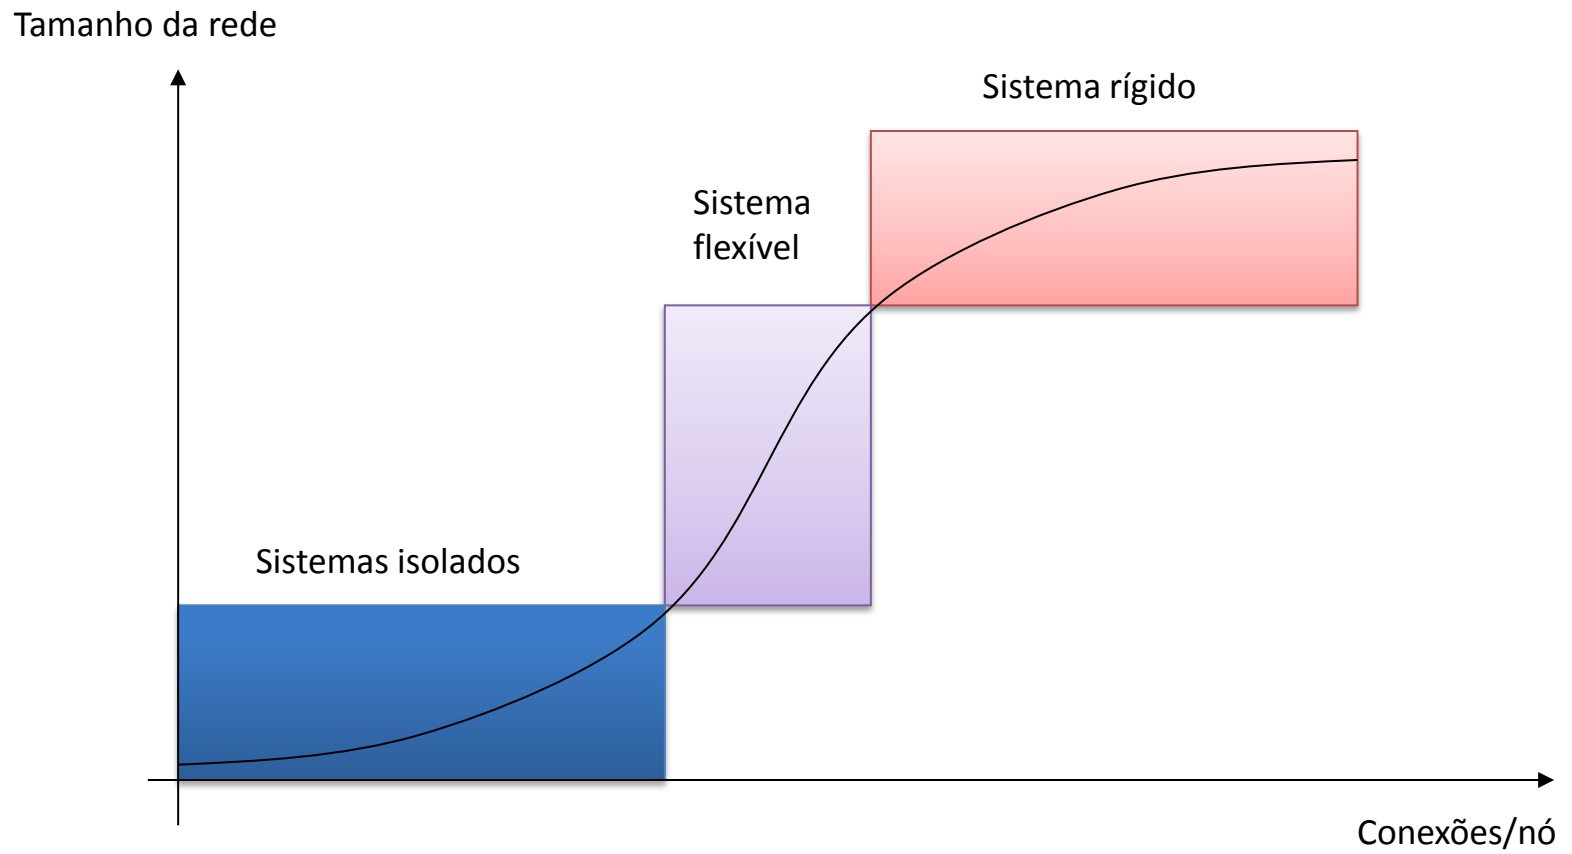 Tamanho da rede
Sistema rígido
Sistema
flexível
Sistemas isolados
Conexões/nó